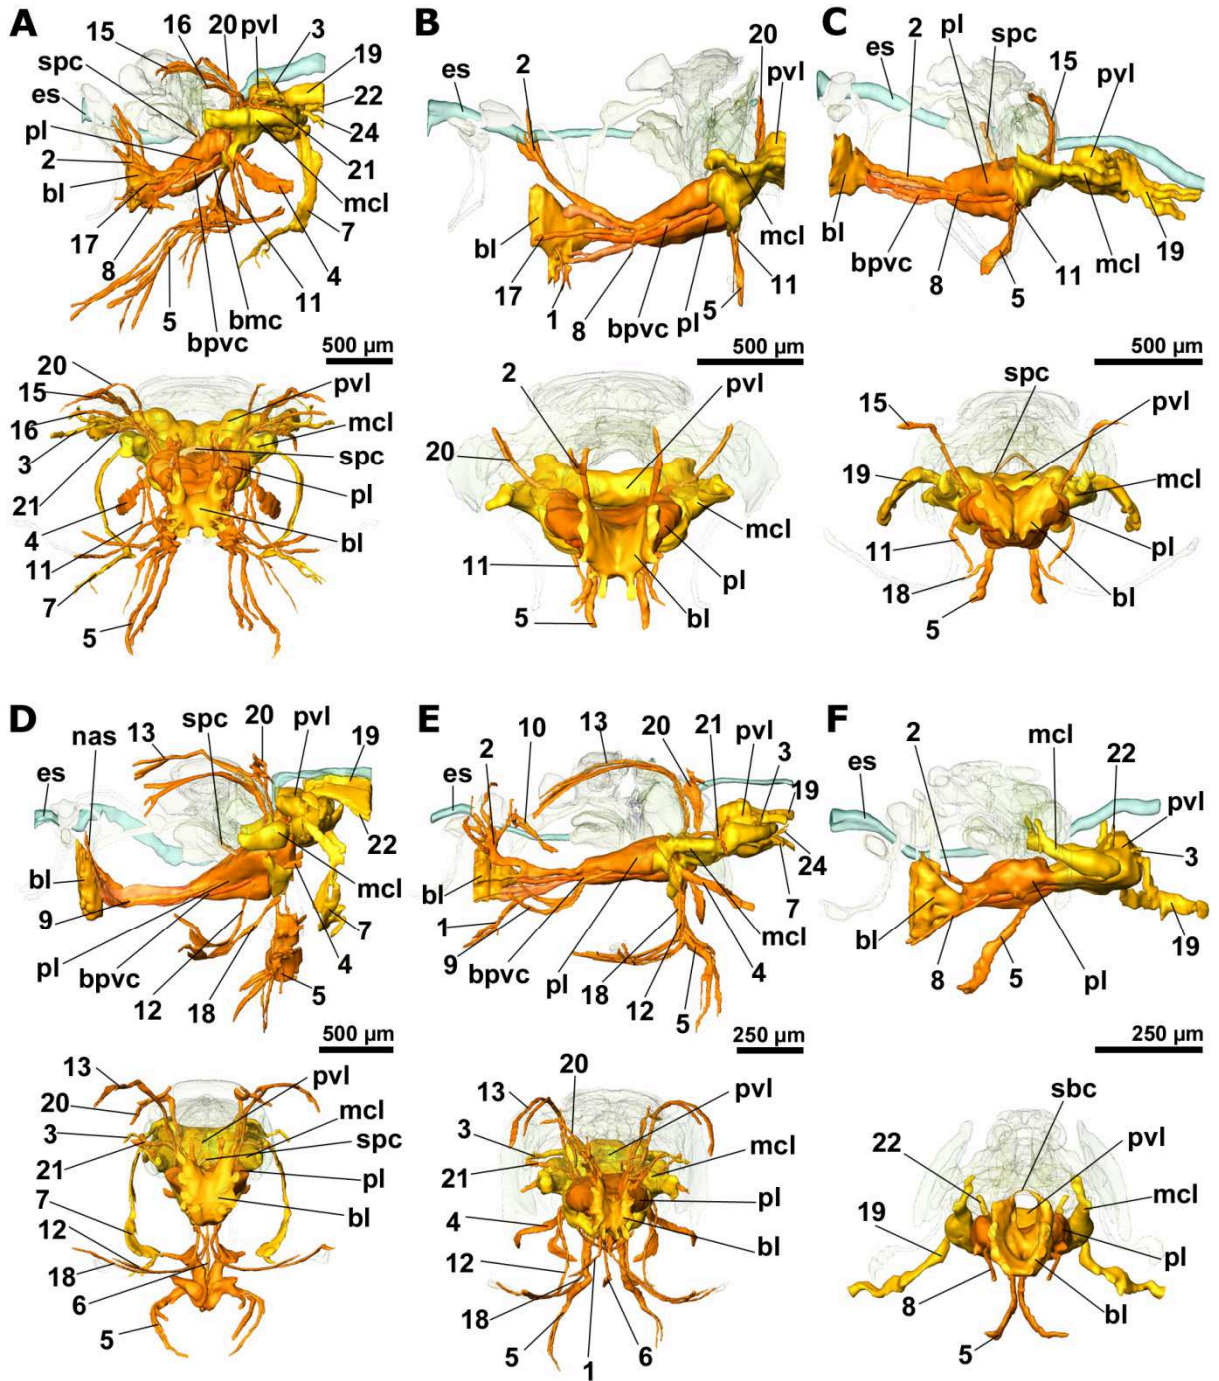 A
16 20 pvl 3
15
19
spc
es
22
pl
24
2
21
bl
mcl
17
7
8
4
5
11
bmc
bpvc
500 µm
20
15
pvl
16
mcl
3
spc
21
pl
4
bl
11
7
5
B
20
2
pvl
es
bl
mcl
17
11
1
8
5
bpvc pl
500 µm
2
pvl
20
mcl
11
pl
5
bl
C
2 pl spc
es
15
pvl
bl
19
bpvc
mcl
8
11
5
500 µm
spc
15
pvl
19
mcl
11
pl
18
bl
5
D
spc 20 pvl
nas 13
19
es
22
bl
mcl
9
7
pl
4
bpvc
12
18
5
500 µm
13
pvl
20
mcl
3
spc
21
pl
7
bl
12
18
6
5
E
13 20 21
10
2
pvl
3
es
19
bl
24
7
1
mcl
9
4
bpvc
pl
18
12
5
250 µm
20
13
pvl
3
mcl
21
pl
4
bl
12
18
5
1
6
F
mcl
2
22
es
pvl
3
bl
19
8
5
pl
250 µm
sbc
22
pvl
mcl
19
pl
8
bl
5